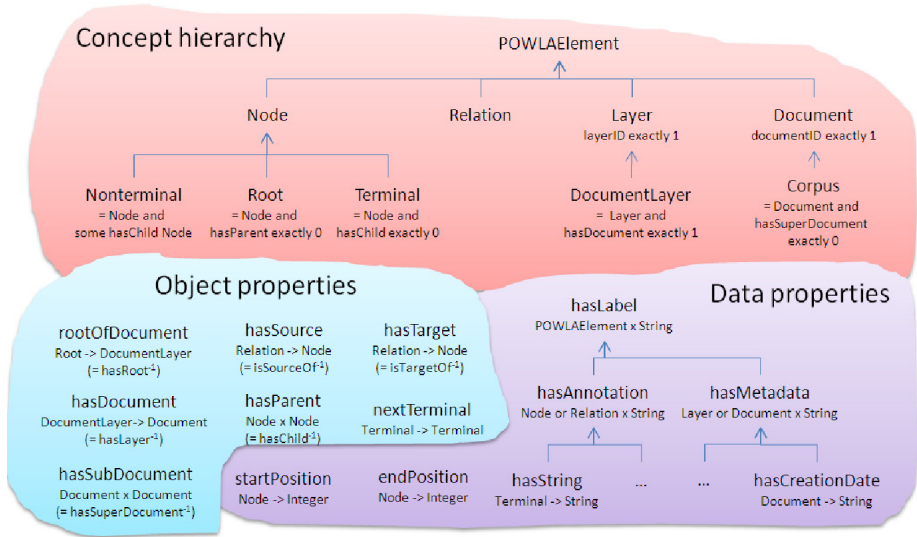 Concept hierarchy
POWLAElement
Node
Relation
Layer
layerID exactly 1
Document
documentID exactly 1
Nonterminal
= Node and
some hasChild Node
Root
= Node and
hasParent exactly 0
Terminal
= Node and
hasChild exactly 0
DocumentLayer
= Layer and
hasDocument exactly 1
Corpus
= Document and
hasSuperDocument
exactly 0
Object properties
rootOfDocument
Root -> DocumentLayer
(= hasRoot⁻¹)
hasSource
Relation -> Node
(= isSourceOf⁻¹)
hasTarget
Relation -> Node
(= isTargetOf⁻¹)
hasDocument
DocumentLayer-> Document
(= hasLayer⁻¹)
hasParent
Node x Node
(= hasChild⁻¹)
nextTerminal
Terminal -> Terminal
hasSubDocument
Document x Document
(= hasSuperDocument⁻¹)
Data properties
hasLabel
POWLAElement x String
hasAnnotation
Node or Relation x String
hasMetadata
Layer or Document x String
startPosition
Node -> Integer
endPosition
Node -> Integer
hasString
Terminal -> String
...
...
hasCreationDate
Document -> String